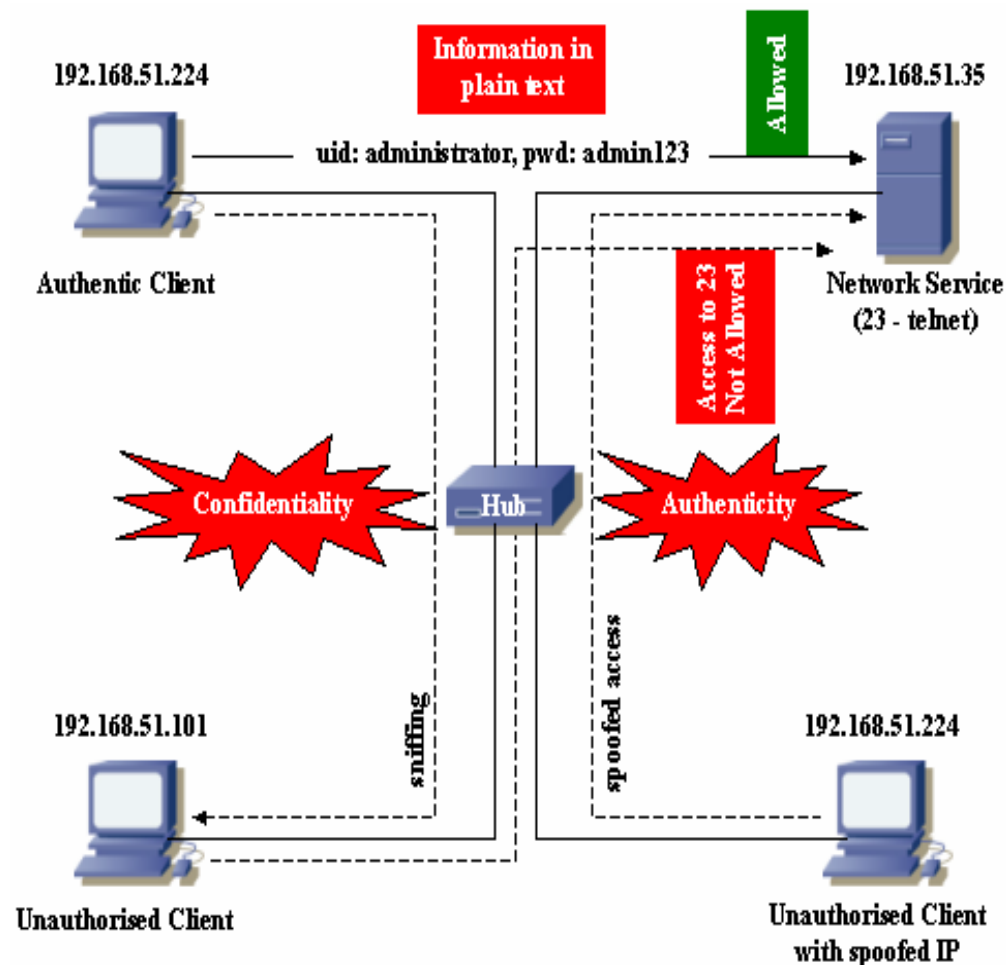 Information in
plain text
Allowed
192.168.51.224
192.168.51.35
uid: administrator, pwd: admin123
Authentic Client
Network Service
(23 - telnet)
Access to 23
Not Allowed
Confidentiality
Hub
Authenticity
sniffing
spoofed access
192.168.51.101
192.168.51.224
Unauthorised Client
Unauthorised Client
with spoofed IP